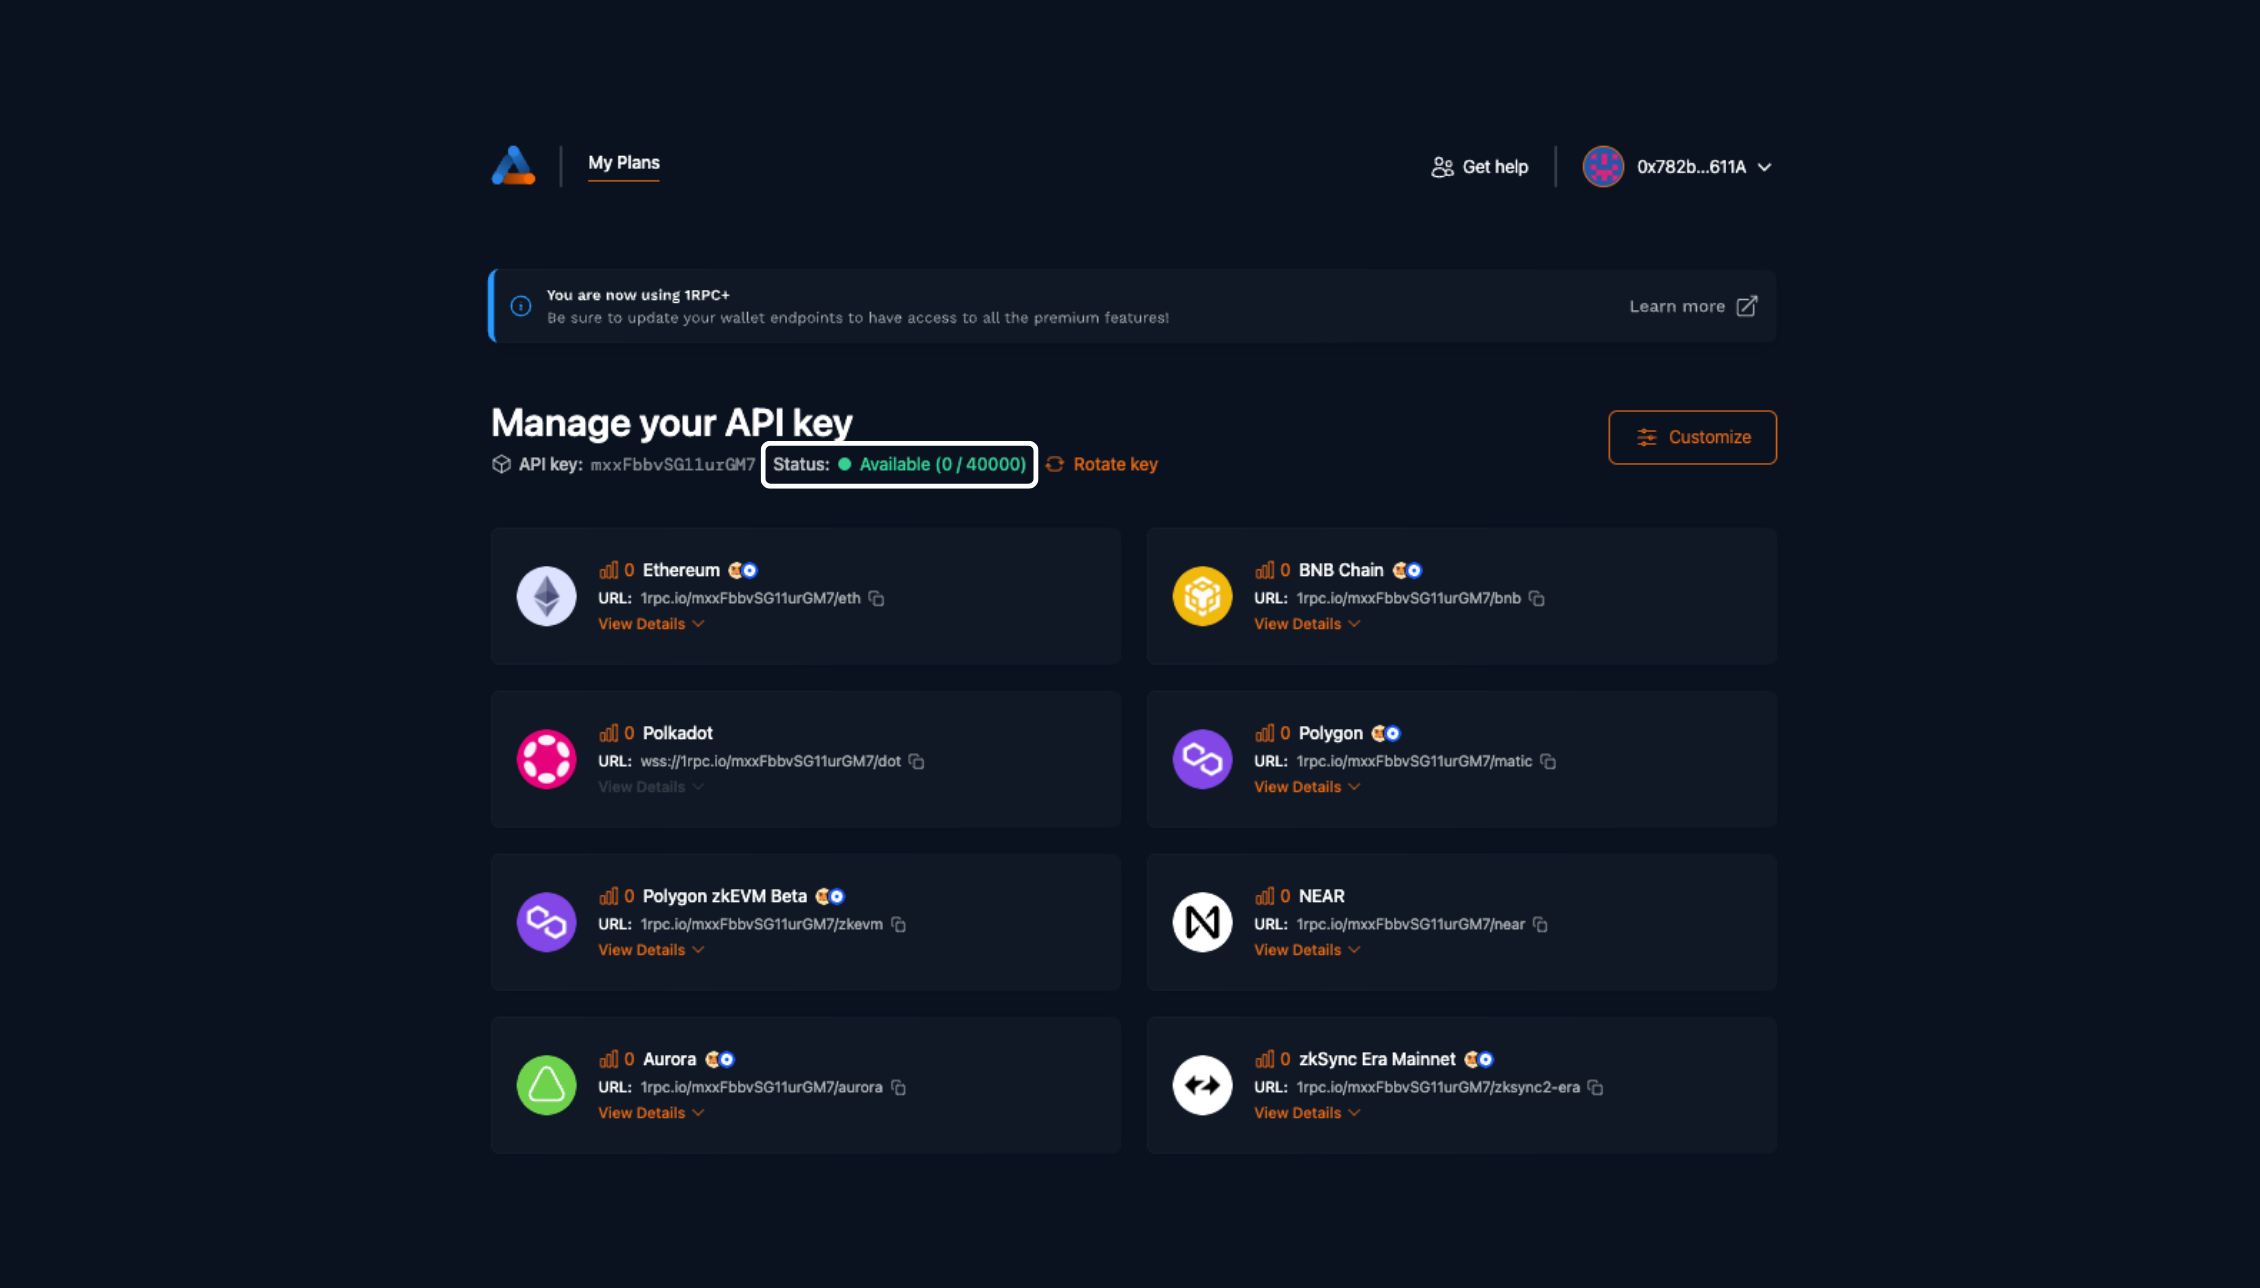 My Plans
Get help
0x782b...611A
You are now using 1RPC+
Be sure to update your wallet endpoints to have access to all the premium features!
Learn more
Manage your API key
API key: mxxFbbvSG11urGM7 Status: Available (0 / 40000) Rotate key
Customize
0 Ethereum
URL: 1rpc.io/mxxFbbvSG11urGM7/eth
View Details
0 BNB Chain
URL: 1rpc.io/mxxFbbvSG11urGM7/bnb
View Details
0 Polkadot
URL: wss://1rpc.io/mxxFbbvSG11urGM7/dot
View Details
0 Polygon
URL: 1rpc.io/mxxFbbvSG11urGM7/matic
View Details
0 Polygon zkEVM Beta
URL: 1rpc.io/mxxFbbvSG11urGM7/zkevm
View Details
0 NEAR
URL: 1rpc.io/mxxFbbvSG11urGM7/near
View Details
0 Aurora
URL: 1rpc.io/mxxFbbvSG11urGM7/aurora
View Details
0 zkSync Era Mainnet
URL: 1rpc.io/mxxFbbvSG11urGM7/zksync2-era
View Details